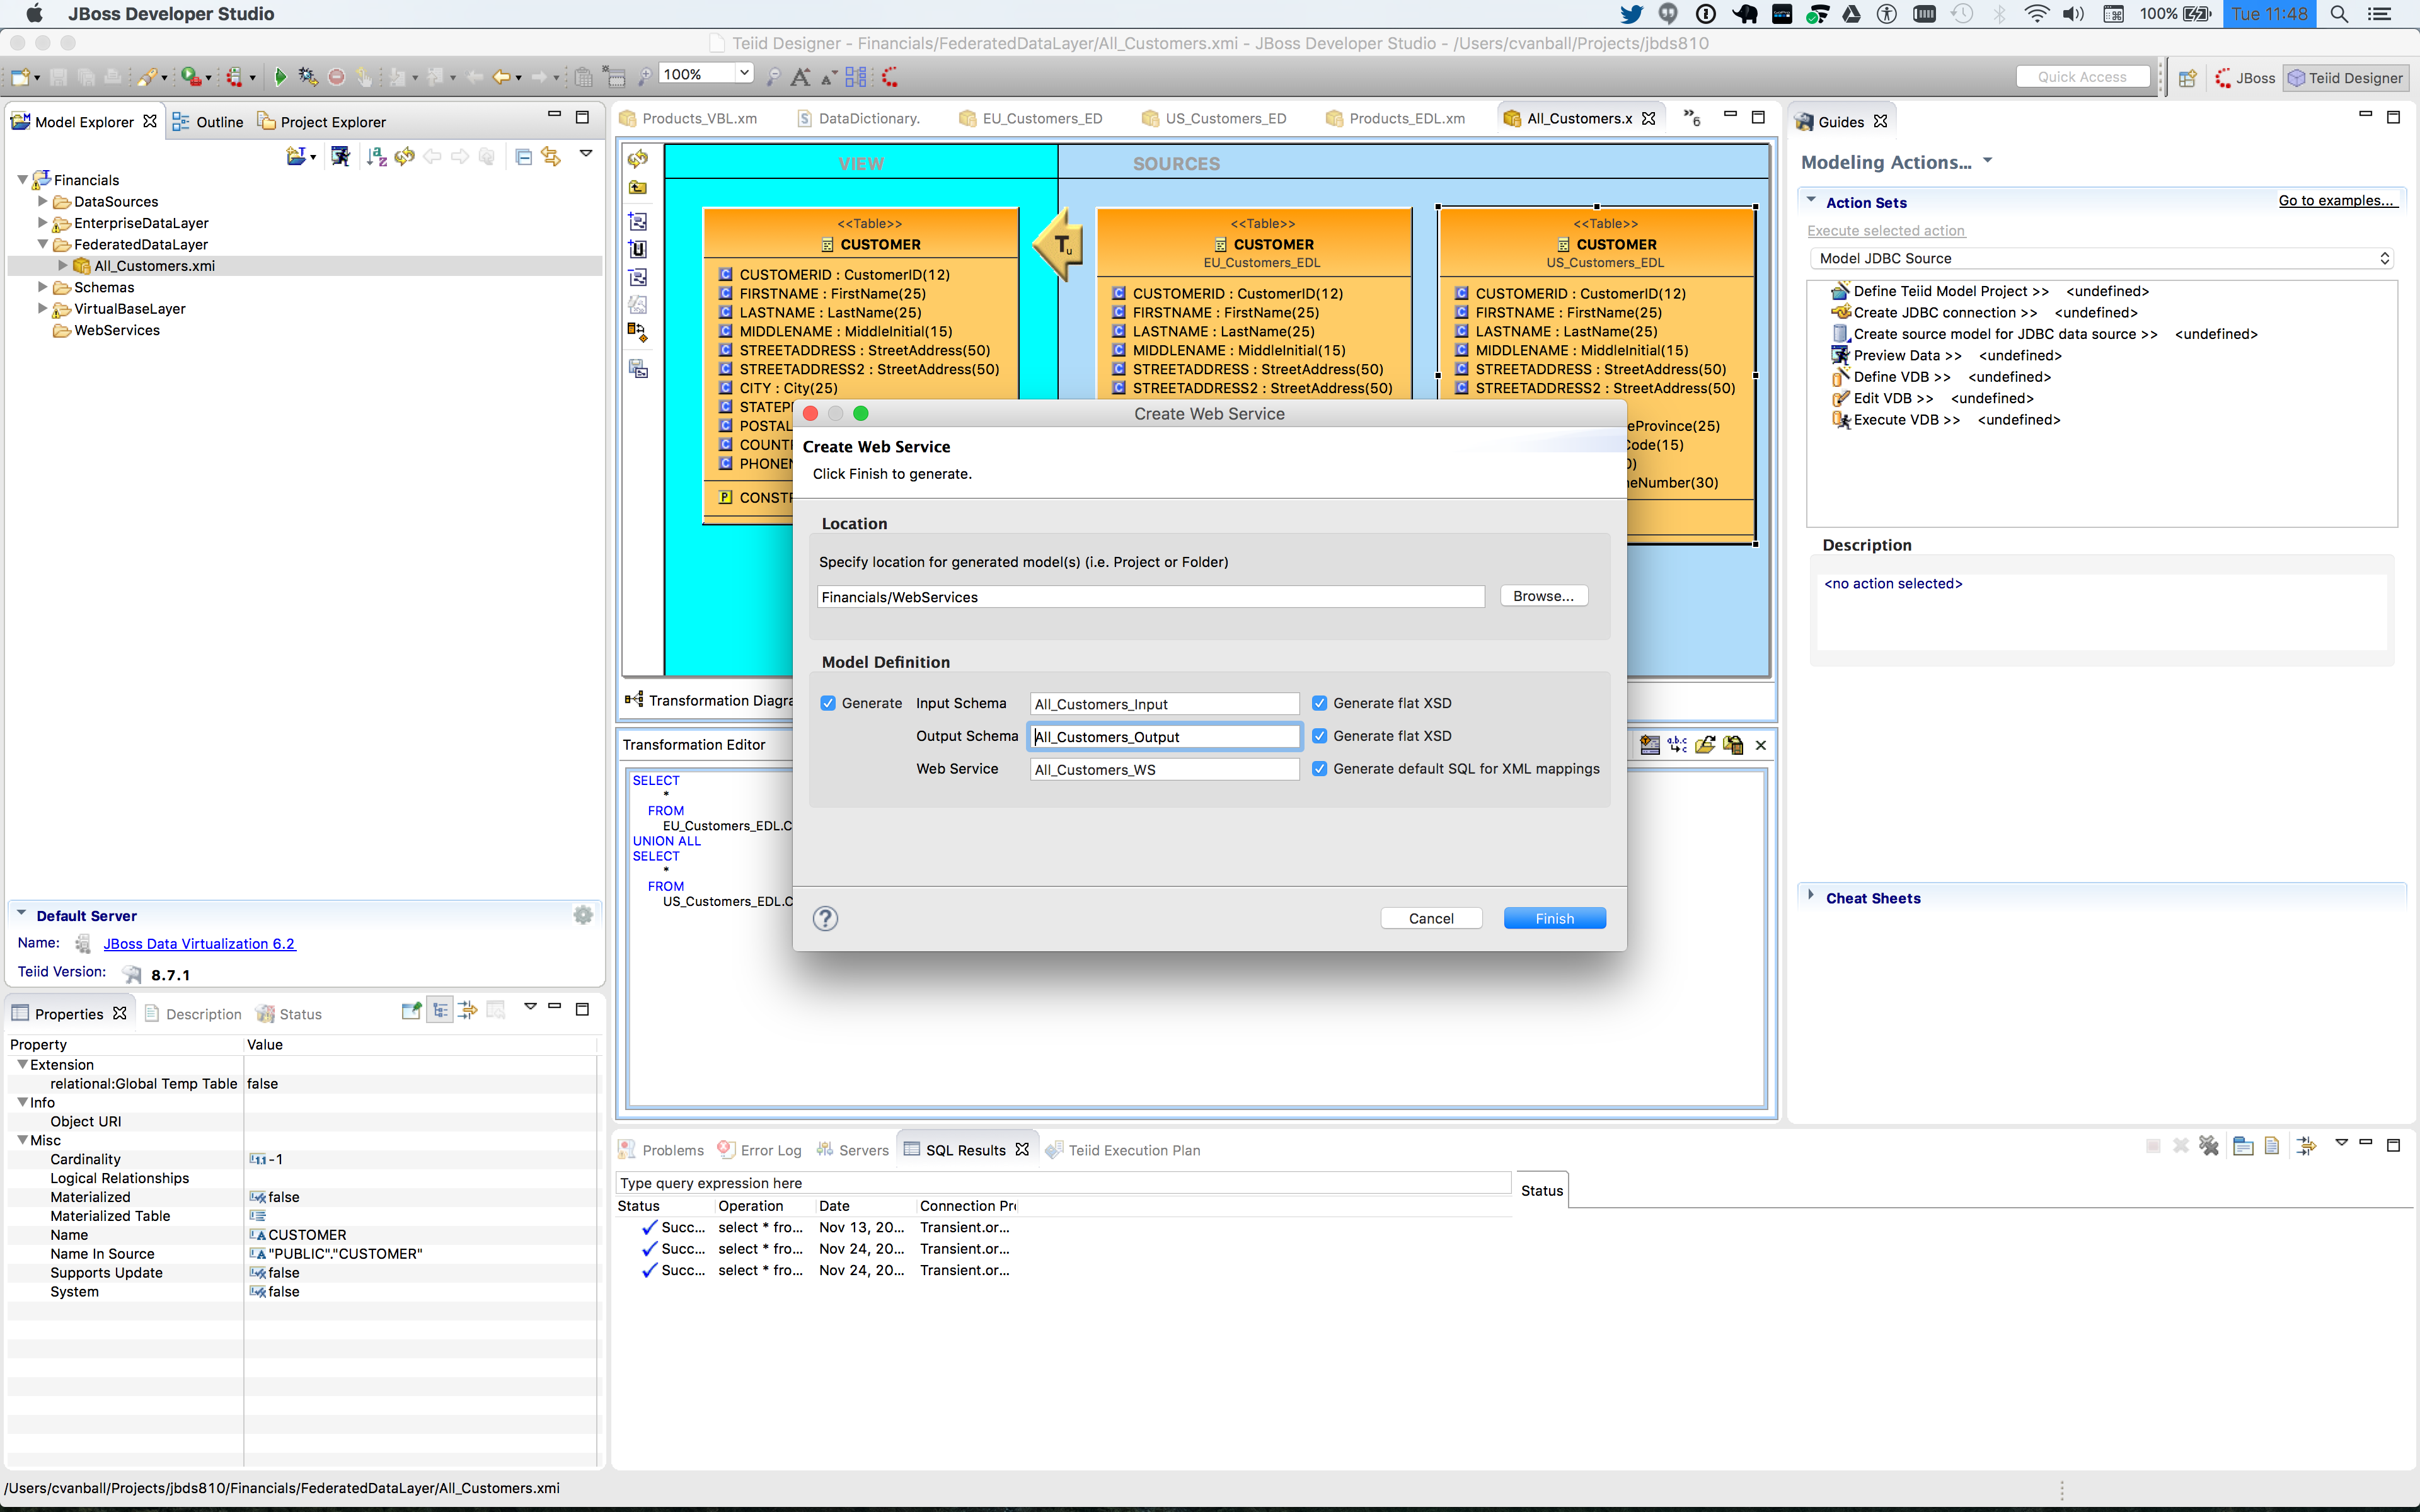 JBoss Developer Studio
100%
Tue 11:48
Teiid Designer - Financials/FederatedDataLayer/All_Customers.xmi - JBoss Developer Studio - /Users/cvanball/Projects/jbds810
100%
Quick Access
JBoss
Teiid Designer
Model Explorer
Outline
Project Explorer
Financials
DataSources
EnterpriseDataLayer
FederatedDataLayer
All_Customers.xmi
Schemas
VirtualBaseLayer
WebServices
Default Server
Name: JBoss Data Virtualization 6.2
Teiid Version: 8.7.1
Products_VBL.xm
DataDictionary.
EU_Customers_ED
US_Customers_ED
Products_EDL.xm
All_Customers.x
»6
VIEW
SOURCES
<<Table>>
CUSTOMER
CUSTOMERID : CustomerID(12)
FIRSTNAME : FirstName(25)
LASTNAME : LastName(25)
MIDDLENAME : MiddleInitial(15)
STREETADDRESS : StreetAddress(50)
STREETADDRESS2 : StreetAddress(50)
CITY : City(25)
STATEP
POSTAL
COUNT
PHONE
CONST
Tu
<<Table>>
CUSTOMER
EU_Customers_EDL
CUSTOMERID : CustomerID(12)
FIRSTNAME : FirstName(25)
LASTNAME : LastName(25)
MIDDLENAME : MiddleInitial(15)
STREETADDRESS : StreetAddress(50)
STREETADDRESS2 : StreetAddress(50)
<<Table>>
CUSTOMER
US_Customers_EDL
CUSTOMERID : CustomerID(12)
FIRSTNAME : FirstName(25)
LASTNAME : LastName(25)
MIDDLENAME : MiddleInitial(15)
STREETADDRESS : StreetAddress(50)
STREETADDRESS2 : StreetAddress(50)
eProvince(25)
Code(15)
0)
eNumber(30)
Transformation Diagra
Create Web Service
Create Web Service
Click Finish to generate.
Location
Specify location for generated model(s) (i.e. Project or Folder)
Financials/WebServices
Browse...
Model Definition
Generate Input Schema All_Customers_Input Generate flat XSD
Output Schema All_Customers_Output Generate flat XSD
Web Service All_Customers_WS Generate default SQL for XML mappings
?
Cancel
Finish
Transformation Editor
SELECT
*
FROM
EU_Customers_EDL.C
UNION ALL
SELECT
*
FROM
US_Customers_EDL.C
Guides
Modeling Actions...
Action Sets
Go to examples...
Execute selected action
Model JDBC Source
Define Teiid Model Project >> <undefined>
Create JDBC connection >> <undefined>
Create source model for JDBC data source >> <undefined>
Preview Data >> <undefined>
Define VDB >> <undefined>
Edit VDB >> <undefined>
Execute VDB >> <undefined>
Description
<no action selected>
Cheat Sheets
Properties
Description
Status
Property Value
Extension
relational:Global Temp Table false
Info
Object URI
Misc
Cardinality -1
Logical Relationships
Materialized false
Materialized Table
Name CUSTOMER
Name In Source "PUBLIC"."CUSTOMER"
Supports Update false
System false
Problems
Error Log
Servers
SQL Results
Teiid Execution Plan
Type query expression here
Status
Status Operation Date Connection Pr
Succ... select * fro... Nov 13, 20... Transient.or...
Succ... select * fro... Nov 24, 20... Transient.or...
Succ... select * fro... Nov 24, 20... Transient.or...
/Users/cvanball/Projects/jbds810/Financials/FederatedDataLayer/All_Customers.xmi